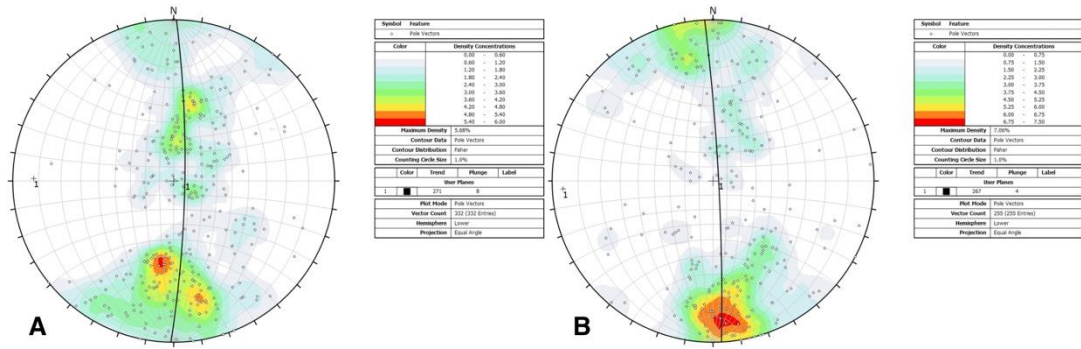 N
1
1
A
Symbol Feature
Pole Vectors
Color Density Concentrations
0.00 - 0.60
0.60 - 1.20
1.20 - 1.80
1.80 - 2.40
2.40 - 3.00
3.00 - 3.60
3.60 - 4.20
4.20 - 4.80
4.80 - 5.40
5.40 - 6.00
Maximum Density 5.68%
Contour Data Pole Vectors
Contour Distribution Fisher
Counting Circle Size 1.0%
Color Trend Plunge Label
User Planes
1 271 8
Plot Mode Pole Vectors
Vector Count 332 (332 Entries)
Hemisphere Lower
Projection Equal Angle
N
1
1
B
Symbol Feature
Pole Vectors
Color Density Concentrations
0.00 - 0.75
0.75 - 1.50
1.50 - 2.25
2.25 - 3.00
3.00 - 3.75
3.75 - 4.50
4.50 - 5.25
5.25 - 6.00
6.00 - 6.75
6.75 - 7.50
Maximum Density 7.06%
Contour Data Pole Vectors
Contour Distribution Fisher
Counting Circle Size 1.0%
Color Trend Plunge Label
User Planes
1 267 4
Plot Mode Pole Vectors
Vector Count 255 (255 Entries)
Hemisphere Lower
Projection Equal Angle